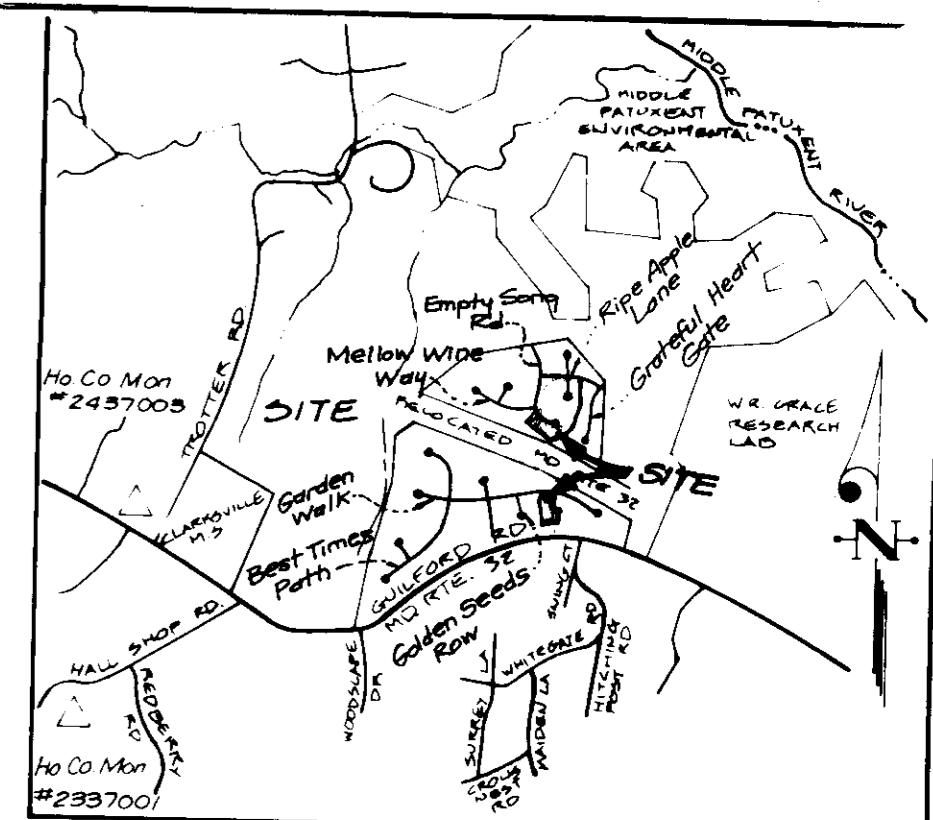 MIDDLE
PATUXENT
RIVER
MIDDLE
PATUXENT
ENVIRONMENTAL
AREA
Ripe Apple
Lane
Grateful Heart
Gate
Empty Song
Rd
Mellow Wine
Way
TROTTER RD
Ho. Co. Mon
#2437003
SITE
RELOCATED MD RTE 32
W.R. GRACE
RESEARCH
LAB
SITE
CLARKSVILLE
M.S
Garden
Walk
Best Times
Path
GUILFORD RD
MD RTE. 32
Golden Seeds
Row
N
HALL SHOP RD.
REDBERRY
RD
WOODSCAPE
DR
WHITEGATE RD
HITCHING
POST RD
SURREY
MAIDEN LA
CROWS
NEST
RD
Ho. Co. Mon
#2337001